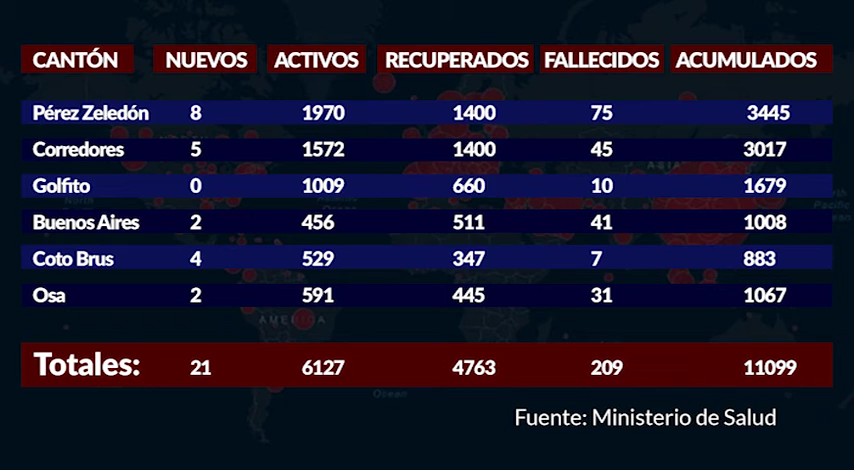 CANTÓN NUEVOS ACTIVOS RECUPERADOS FALLECIDOS ACUMULADOS
Pérez Zeledón 8 1970 1400 75 3445
Corredores 5 1572 1400 45 3017
Golfito 0 1009 660 10 1679
Buenos Aires 2 456 511 41 1008
Coto Brus 4 529 347 7 883
Osa 2 591 445 31 1067
AMERICA
Totales: 21 6127 4763 209 11099
Ocean
Fuente: Ministerio de Salud